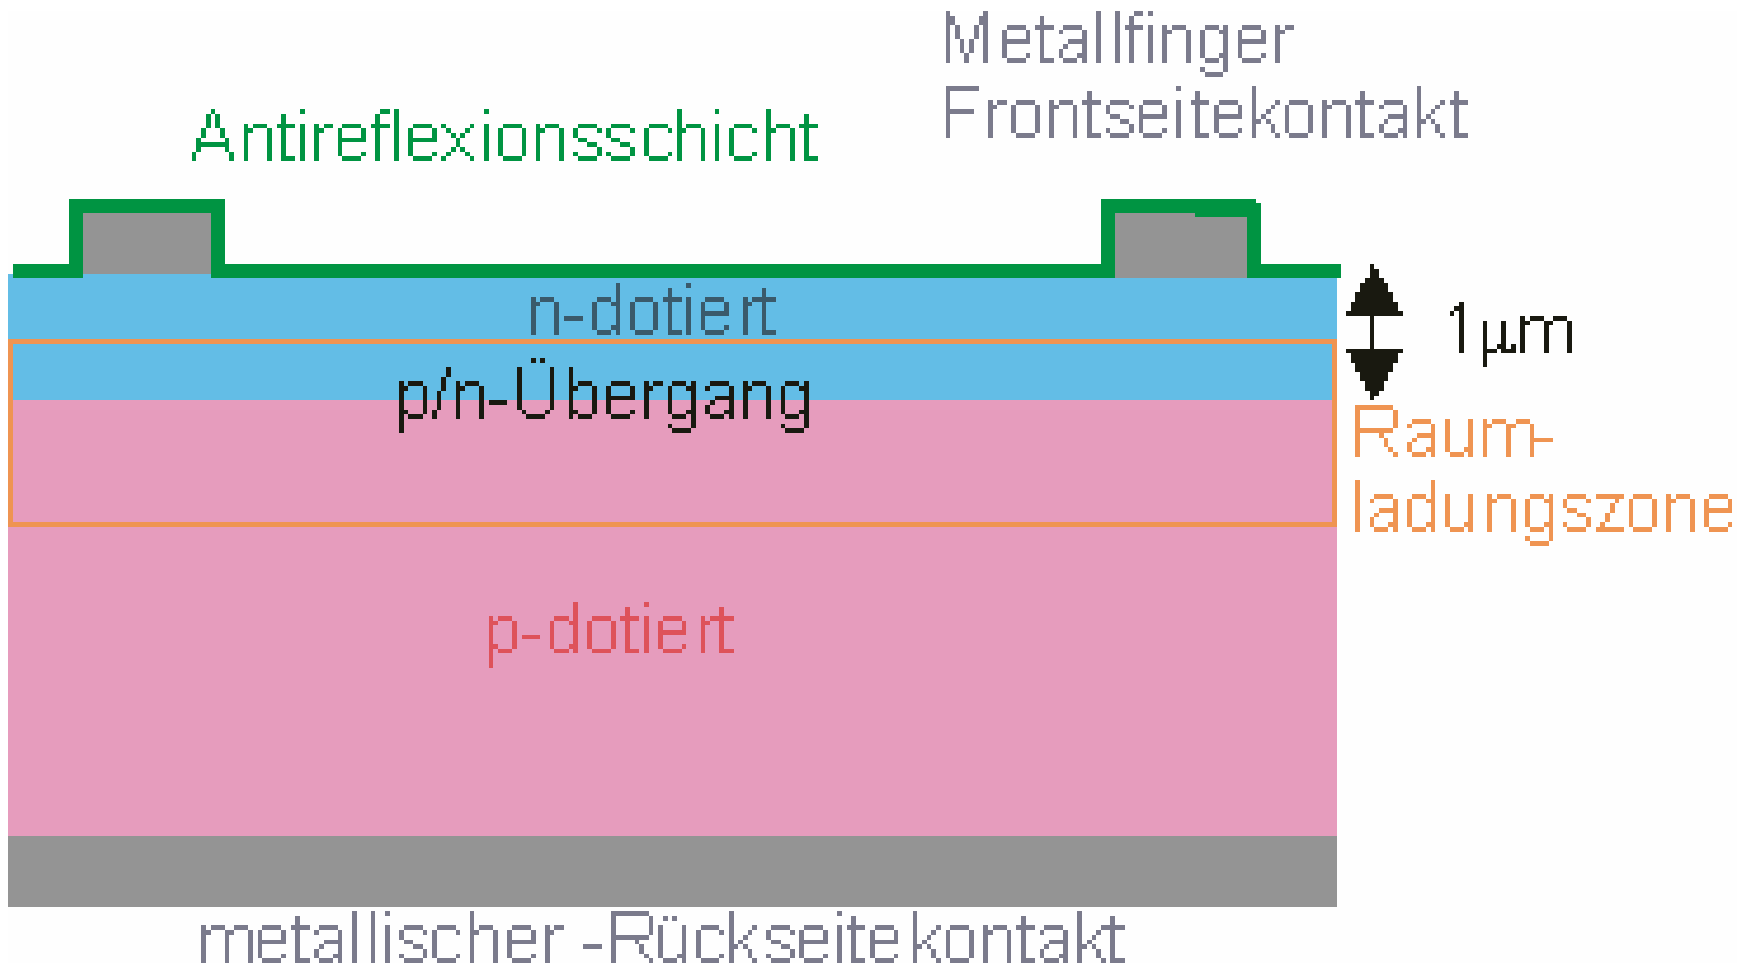 Metallfinger
Frontseitekontakt
Antireflexionsschicht
n-dotiert
1µm
p/n-Übergang
Raum-
ladungszone
p-dotiert
metallischer -Rückseitekontakt